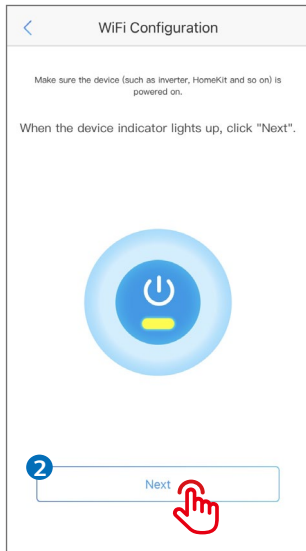 WiFi Configuration
Make sure the device (such as inverter, HomeKit and so on) is
powered on.
When the device indicator lights up, click "Next".
2
Next